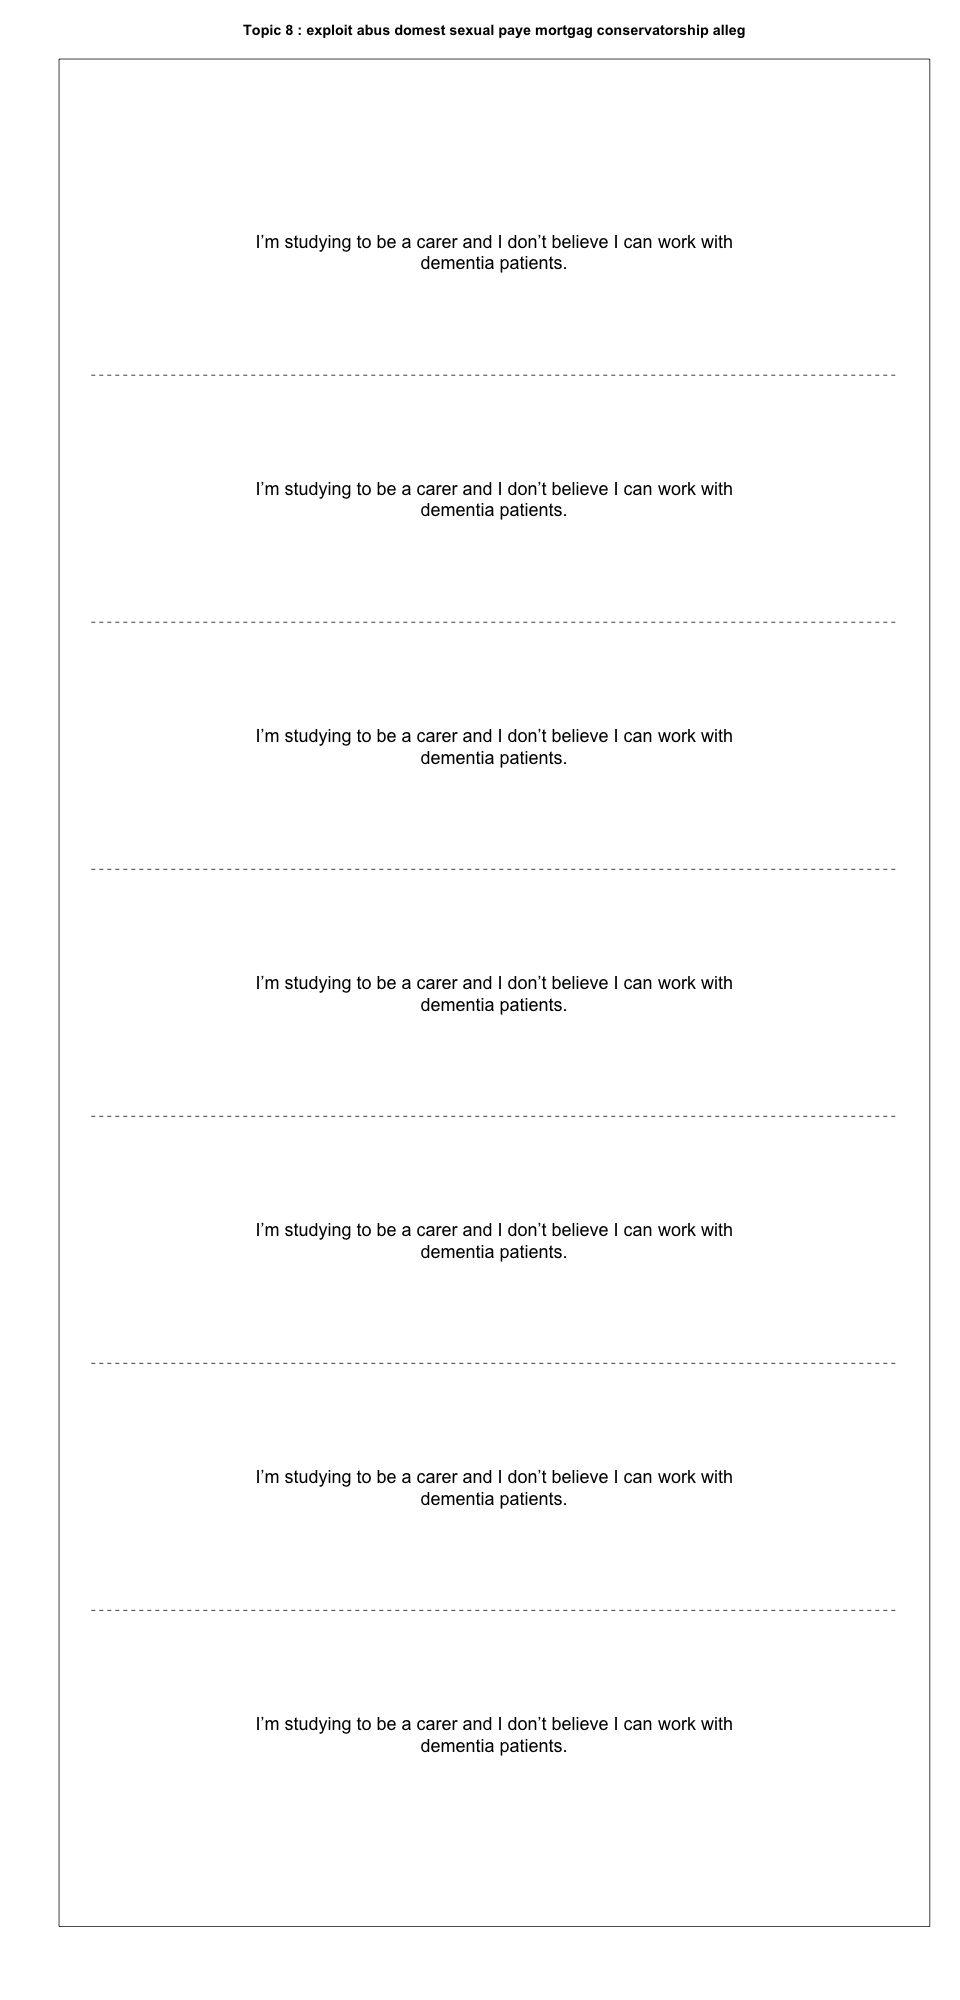 Topic 8 : exploit abus domest sexual paye mortgag conservatorship alleg
I’m studying to be a carer and I don’t believe I can work with
dementia patients.
I’m studying to be a carer and I don’t believe I can work with
dementia patients.
I’m studying to be a carer and I don’t believe I can work with
dementia patients.
I’m studying to be a carer and I don’t believe I can work with
dementia patients.
I’m studying to be a carer and I don’t believe I can work with
dementia patients.
I’m studying to be a carer and I don’t believe I can work with
dementia patients.
I’m studying to be a carer and I don’t believe I can work with
dementia patients.